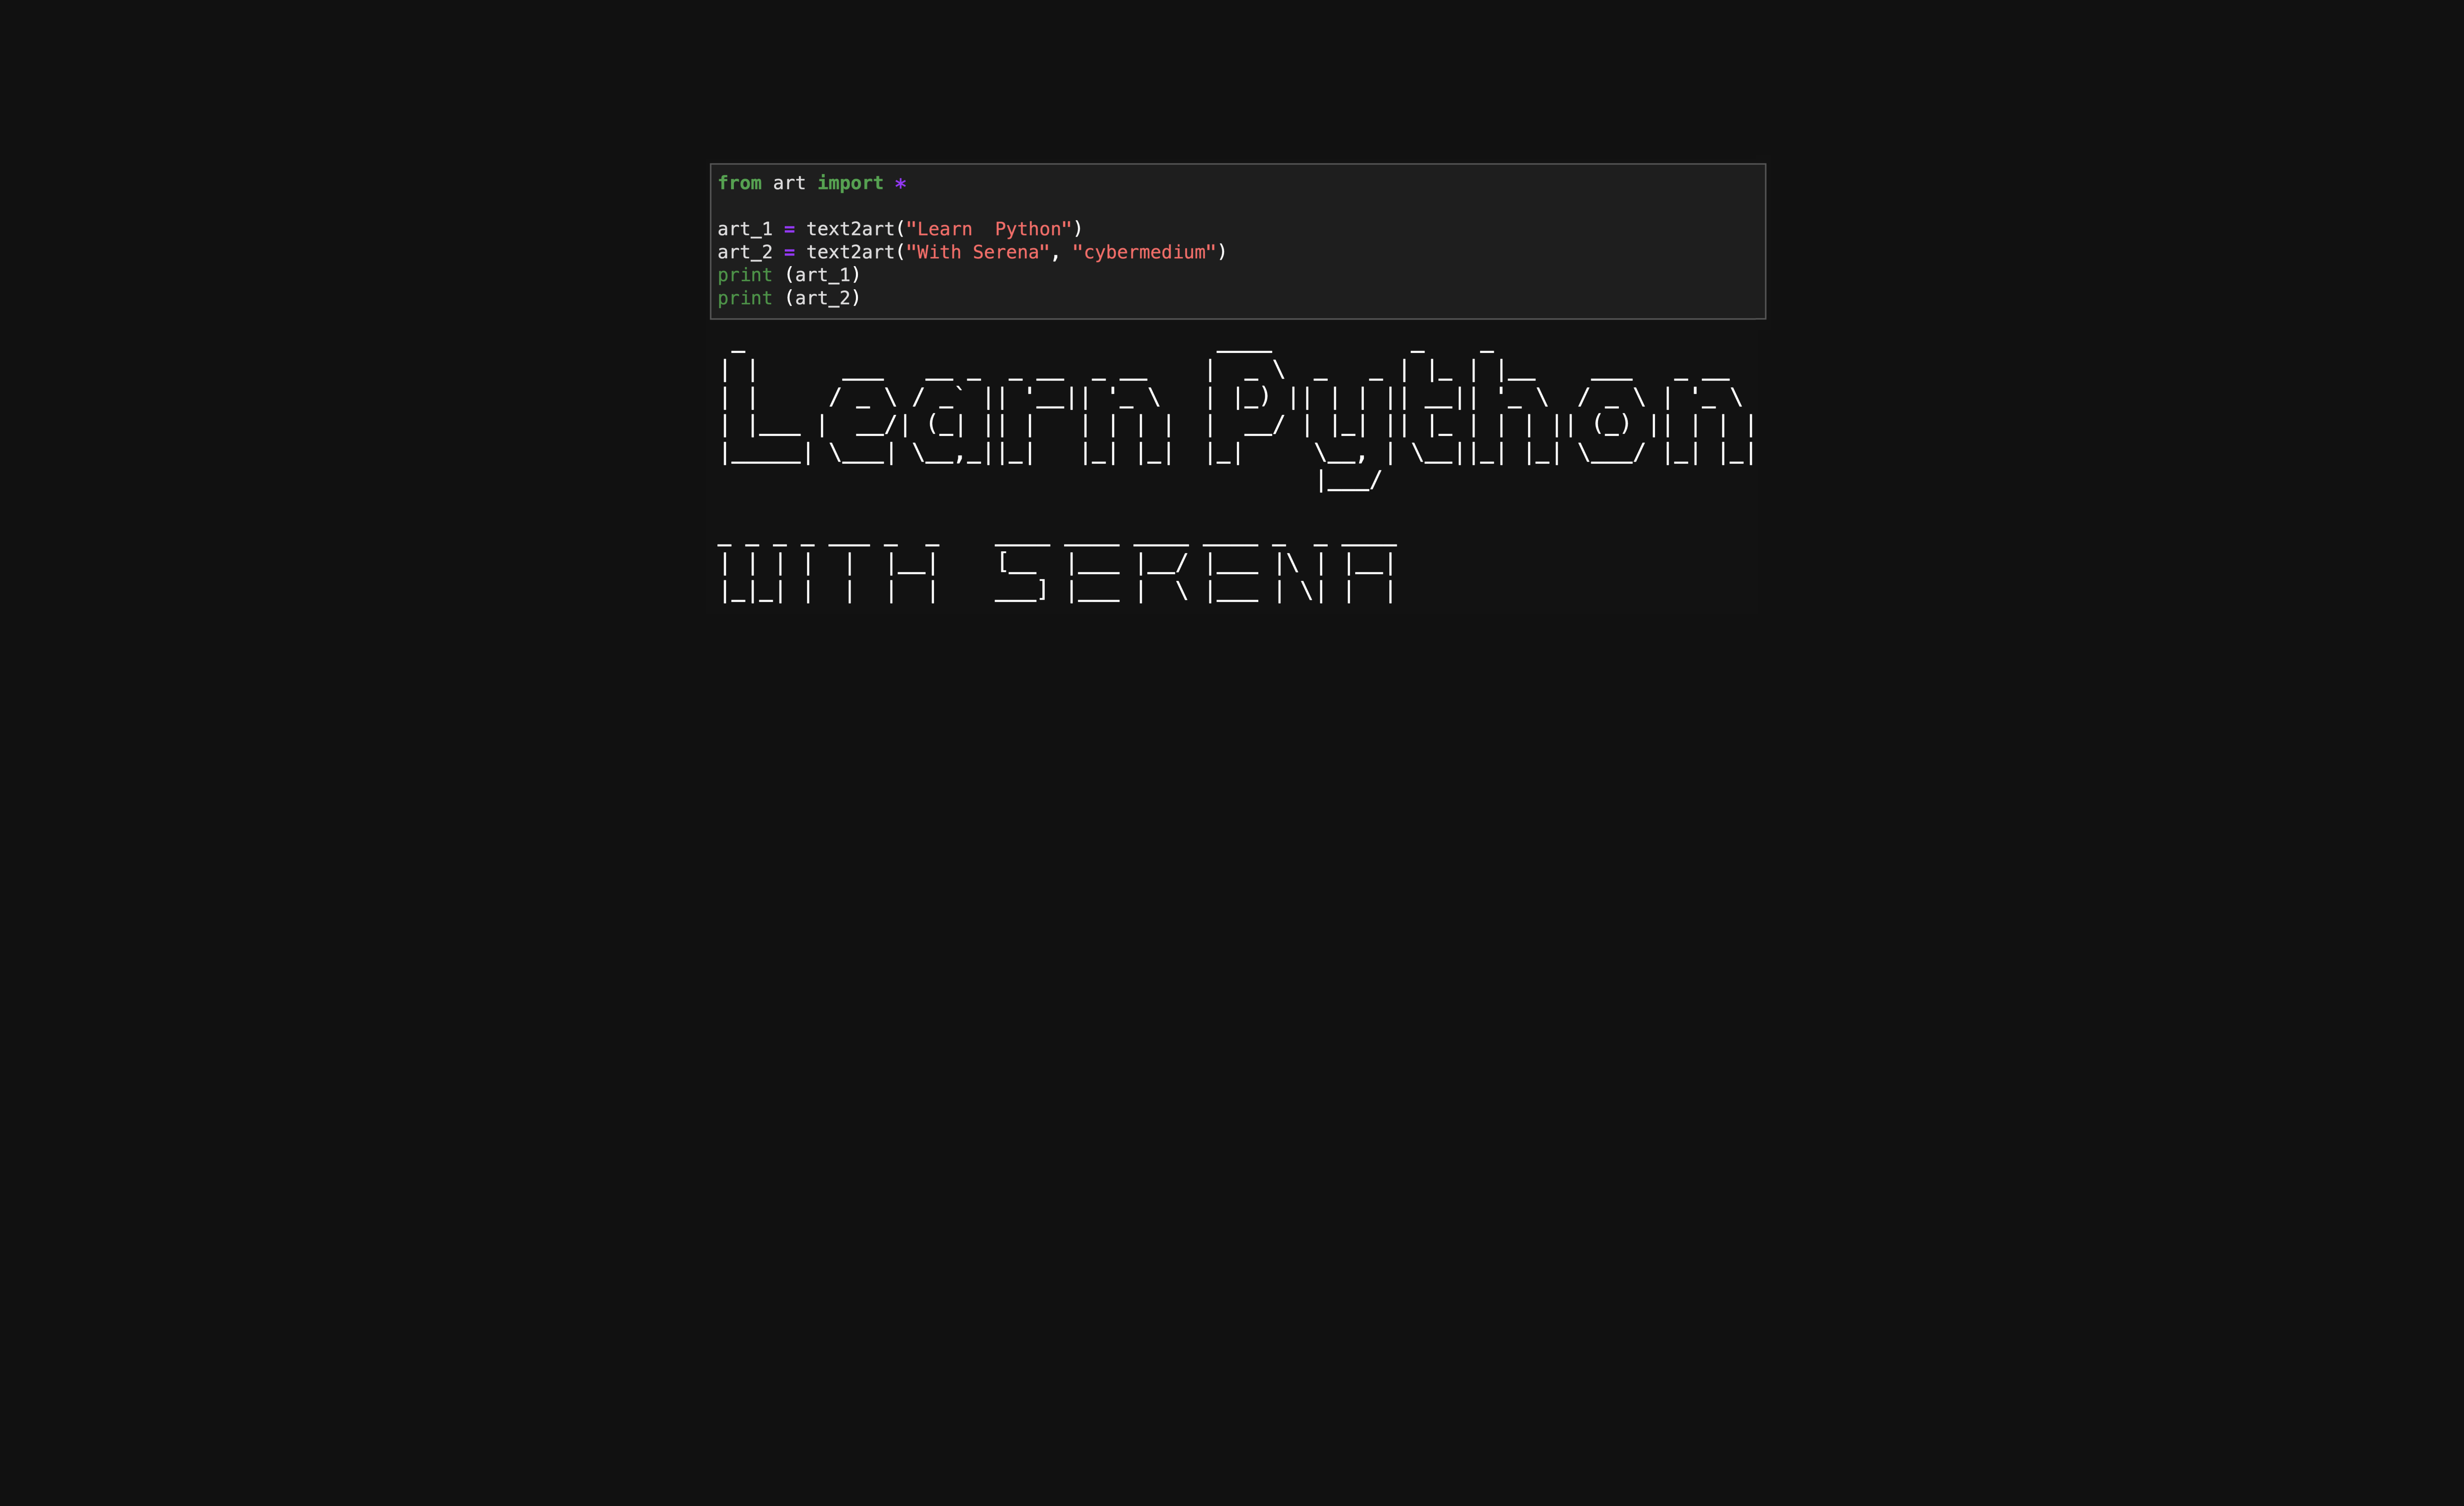 from art import *
art_1 = text2art("Learn  Python")
art_2 = text2art("With Serena", "cybermedium")
print (art_1)
print (art_2)
Learn Python
WITH SERENA